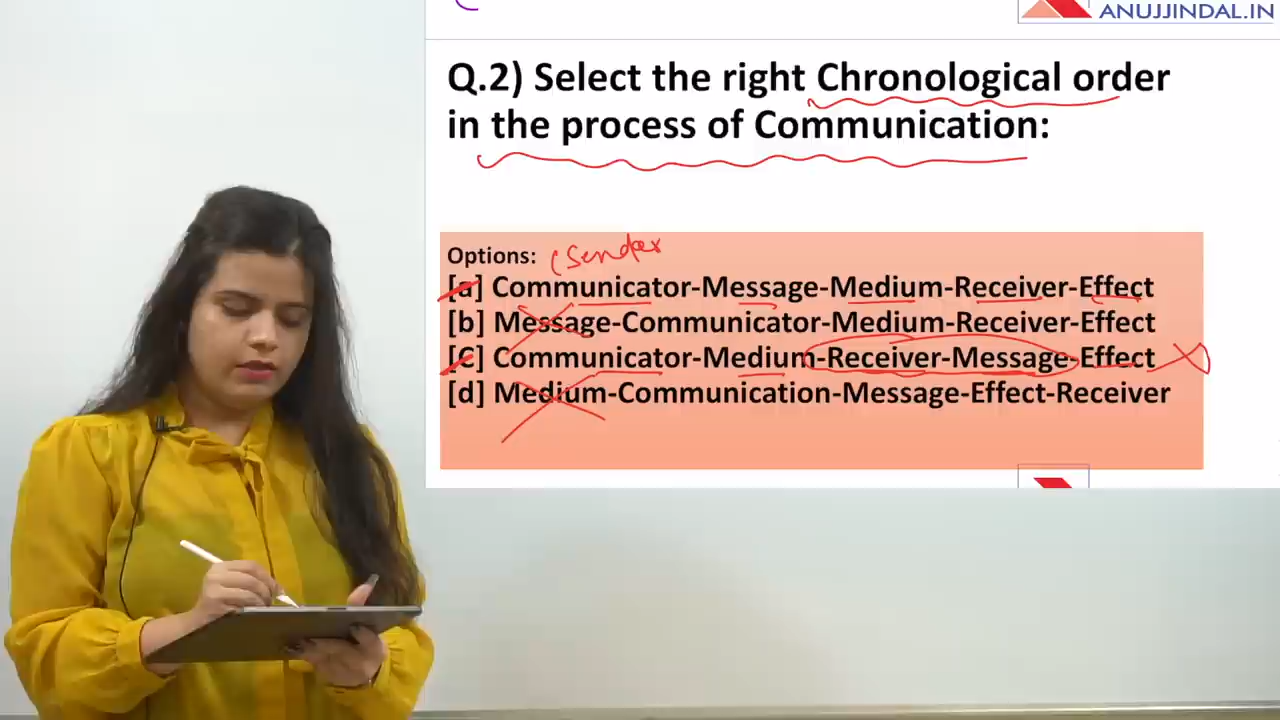 ANUJJINDAL.IN
Q.2) Select the right Chronological order
in the process of Communication:
Options: (Sender
[a] Communicator-Message-Medium-Receiver-Effect
[b] Message-Communicator-Medium-Receiver-Effect
[C] Communicator-Medium-Receiver-Message-Effect
[d] Medium-Communication-Message-Effect-Receiver